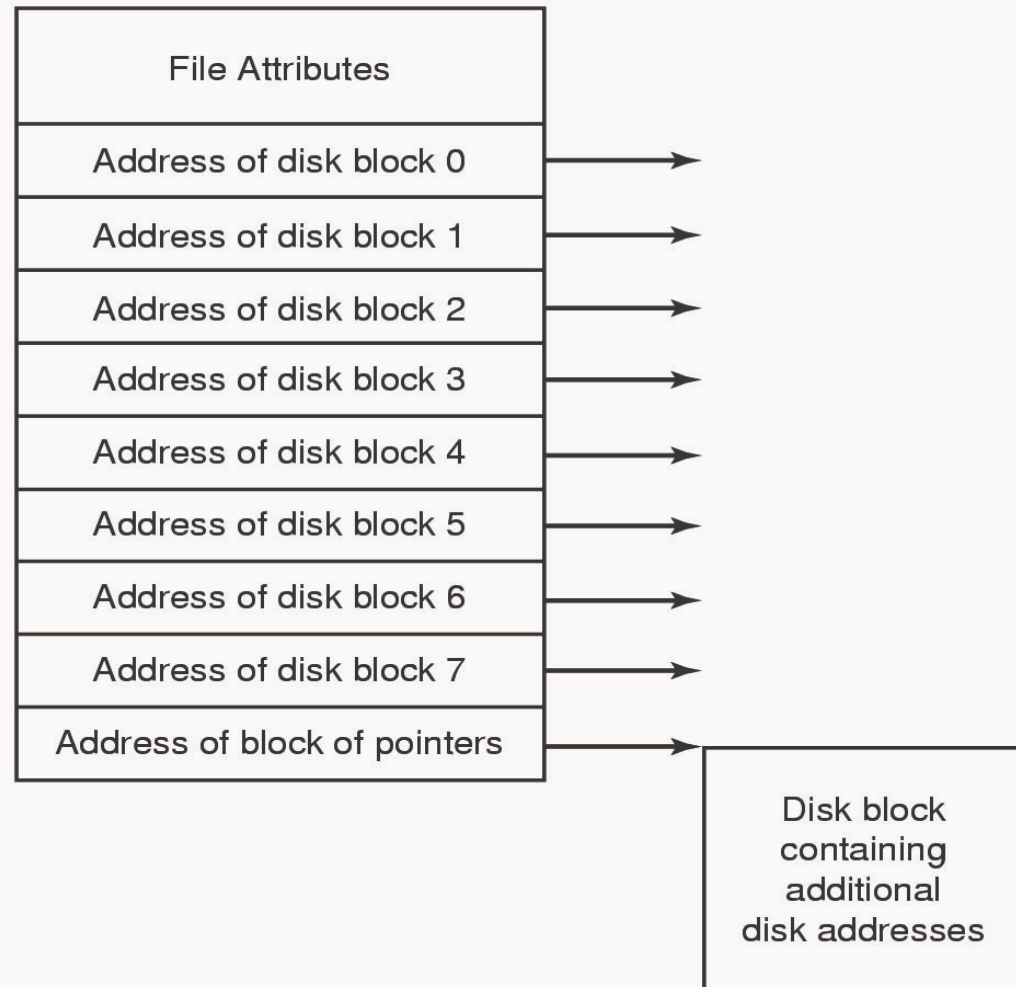 File Attributes
Address of disk block 0
Address of disk block 1
Address of disk block 2
Address of disk block 3
Address of disk block 4
Address of disk block 5
Address of disk block 6
Address of disk block 7
Address of block of pointers
Disk block
containing
additional
disk addresses